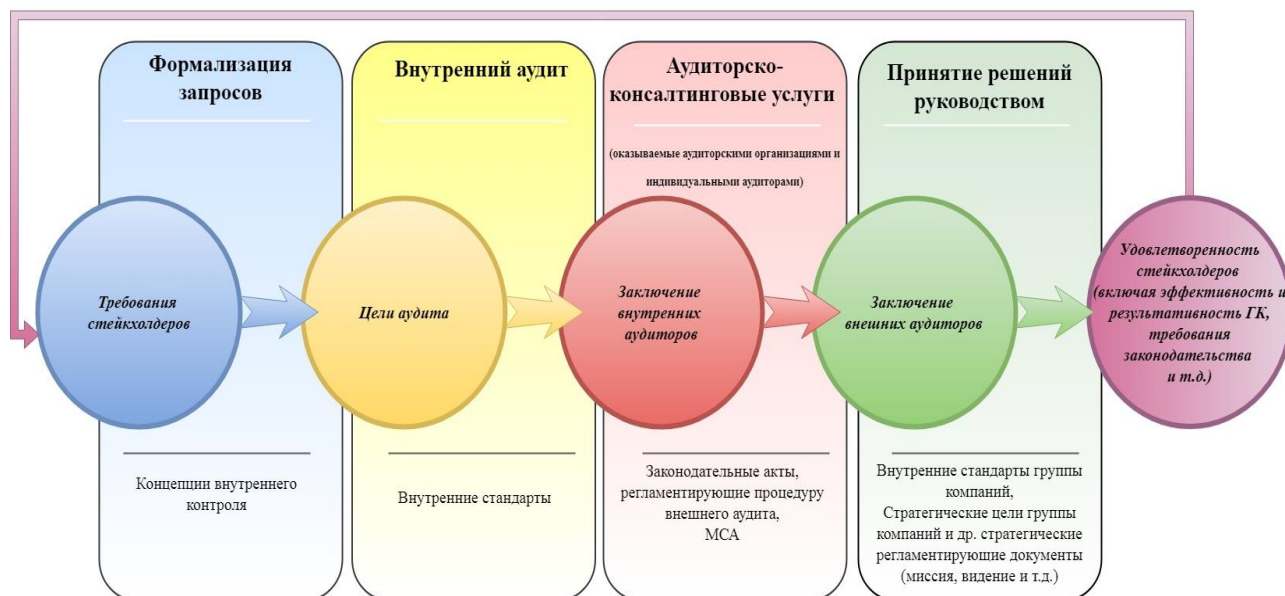 Формализация
запросов
Внутренний аудит
Аудиторско-
консалтинговые услуги
(оказываемые аудиторскими организациями и
индивидуальными аудиторами)
Принятие решений
руководством
Требования
стейкхолдеров
Цели аудита
Заключение
внутренних
аудиторов
Заключение
внешних аудиторов
Удовлетворенность
стейкхолдеров
(включая эффективность и
результативность ГК,
требования
законодательства
и т.д.)
Концепции внутреннего
контроля
Внутренние стандарты
Законодательные акты,
регламентирующие процедуру
внешнего аудита,
МСА
Внутренние стандарты группы
компаний,
Стратегические цели группы
компаний и др. стратегические
регламентирующие документы
(миссия, видение и т.д.)